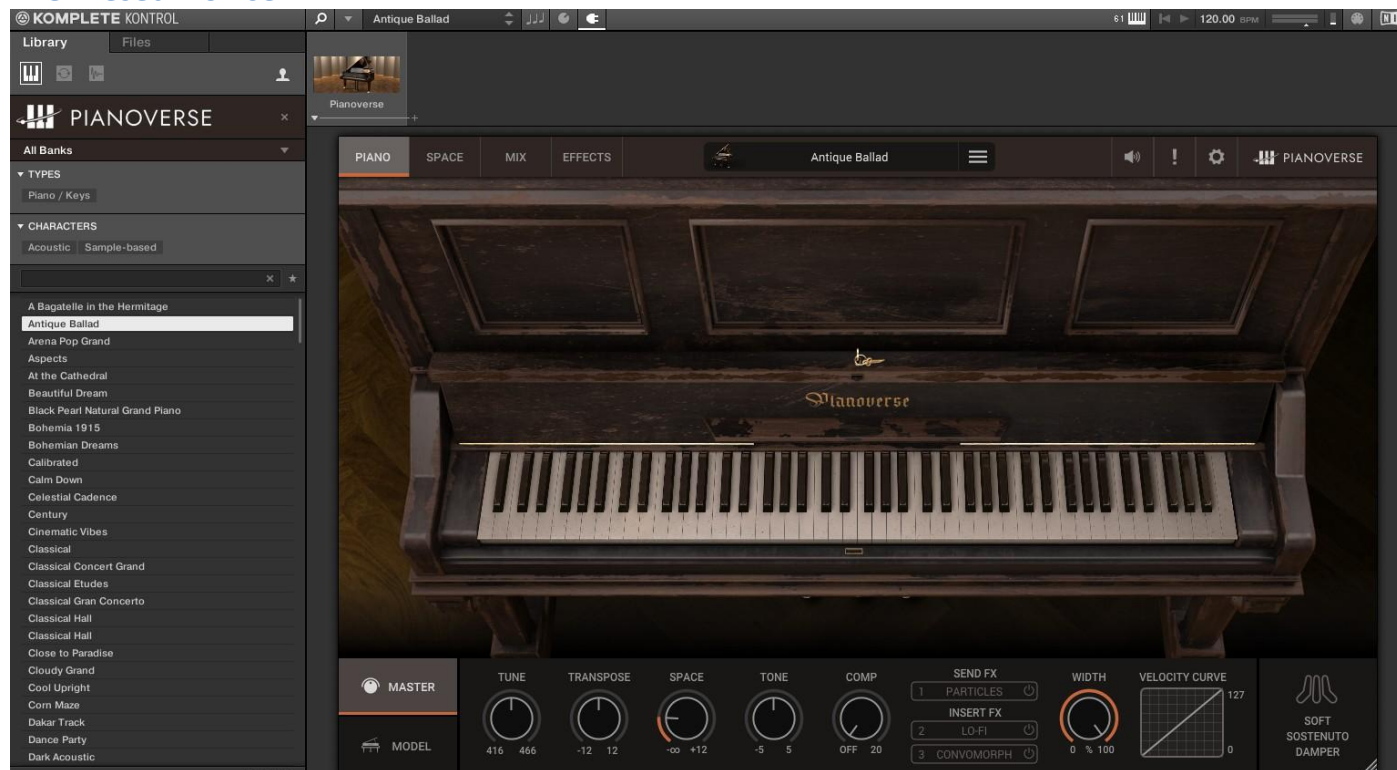 KOMPLETE KONTROL
Antique Ballad
61
120.00 BPM
Library Files
Pianoverse
PIANOVERSE
All Banks
TYPES
Piano / Keys
CHARACTERS
Acoustic Sample-based
A Bagatelle in the Hermitage
Antique Ballad
Arena Pop Grand
Aspects
At the Cathedral
Beautiful Dream
Black Pearl Natural Grand Piano
Bohemia 1915
Bohemian Dreams
Calibrated
Calm Down
Celestial Cadence
Century
Cinematic Vibes
Classical
Classical Concert Grand
Classical Etudes
Classical Gran Concerto
Classical Hall
Classical Hall
Close to Paradise
Cloudy Grand
Cool Upright
Corn Maze
Dakar Track
Dance Party
Dark Acoustic
PIANO SPACE MIX EFFECTS
Antique Ballad
PIANOVERSE
Pianoverse
MASTER
MODEL
TUNE
416 466
TRANSPOSE
-12 12
SPACE
-∞ +12
TONE
-5 5
COMP
OFF 20
SEND FX
1 PARTICLES
INSERT FX
2 LO-FI
3 CONVOMORPH
WIDTH
0 % 100
VELOCITY CURVE
127
0
SOFT
SOSTENUTO
DAMPER